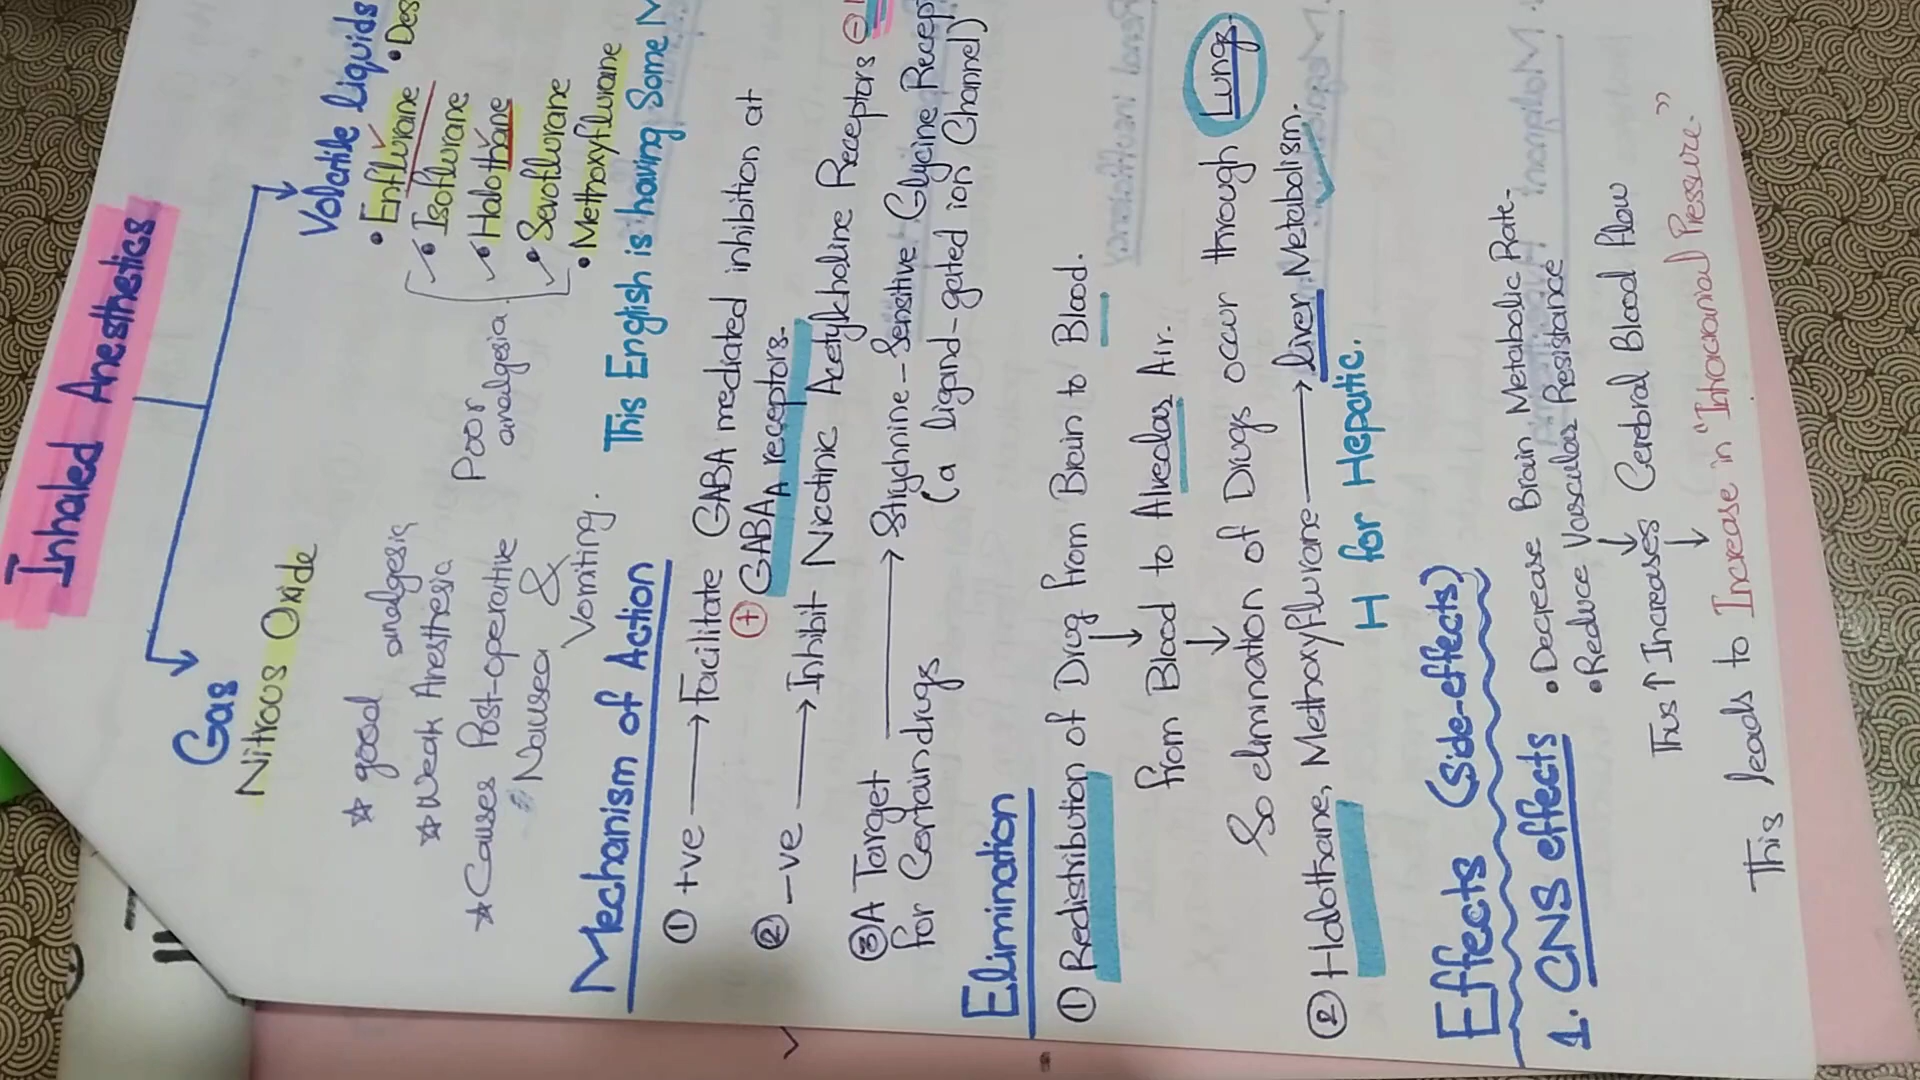 Inhaled Anesthetics
Gas
Nitrous Oxide
☆ good analgesia
☆ Weak Anesthesia
☆ Causes Post-operative
Nausea &
Vomiting.
Volatile Liquids
• Enflurane
• Des
• Isoflurane
• Halothane
• Sevoflurane
• Methoxyflurane
Poor
analgesia.
This English is having Some M
Mechanism of Action
① +ve → Facilitate GABA mediated inhibition at
⊕ GABA A receptors.
② -ve → Inhibit Nicotinic Acetylcholine Receptors ⊖
③ A Target → Strychnine-Sensitive Glycine Recep
for Certain drugs (a ligand-gated ion Channel)
Elimination
① Redistribution of Drug from Brain to Blood.
↓
from Blood to Alveolar Air.
↓
So elimination of Drugs occur through Lung.
② Halothane, Methoxyflurane → Liver Metabolism.
H for Hepatic.
Effects (Side-effects)
1. CNS effects
• Decrease Brain Metabolic Rate.
• Reduce Vascular Resistance
↓
This ↑ Increases Cerebral Blood flow
↓
This leads to Increase in "Intracranial Pressure."